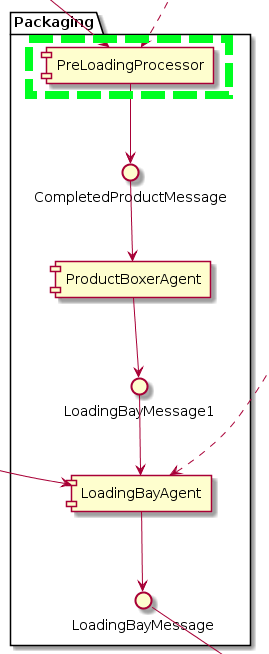 Packaging
PreLoadingProcessor
CompletedProductMessage
ProductBoxerAgent
LoadingBayMessage1
LoadingBayAgent
LoadingBayMessage